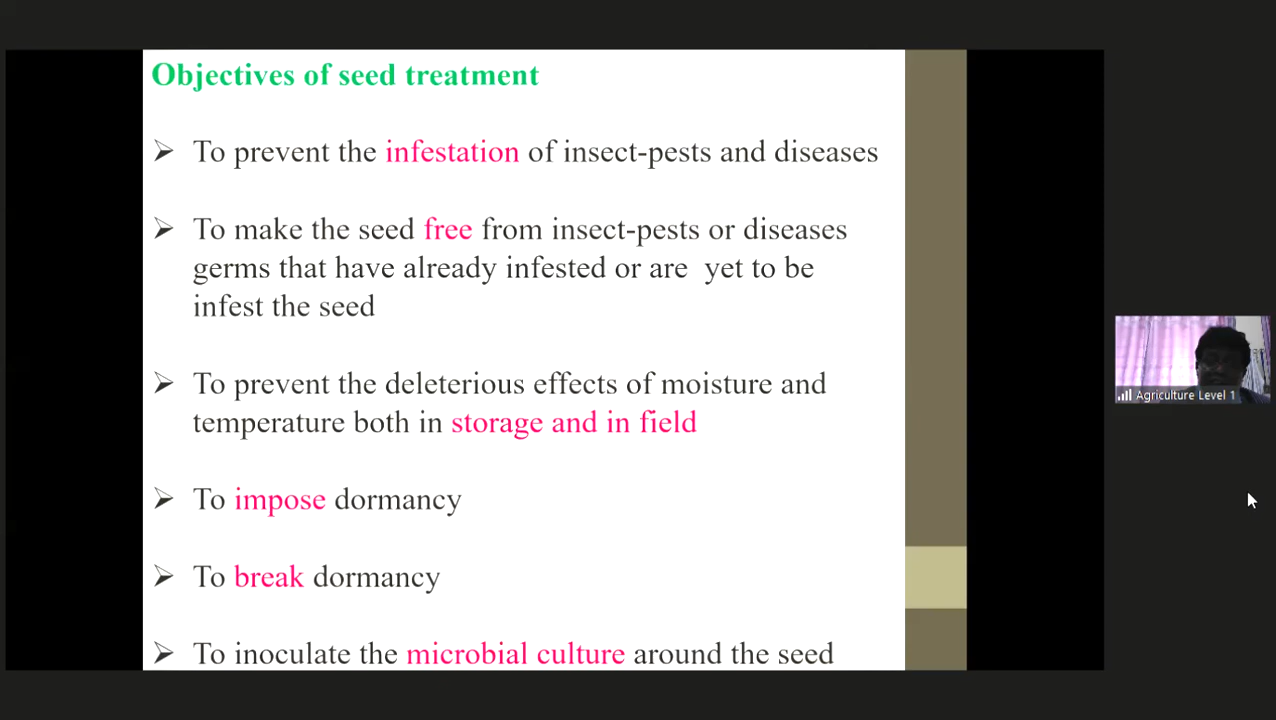 Objectives of seed treatment
➢ To prevent the infestation of insect-pests and diseases
➢ To make the seed free from insect-pests or diseases
germs that have already infested or are yet to be
infest the seed
➢ To prevent the deleterious effects of moisture and
temperature both in storage and in field
➢ To impose dormancy
➢ To break dormancy
➢ To inoculate the microbial culture around the seed
Agriculture Level 1